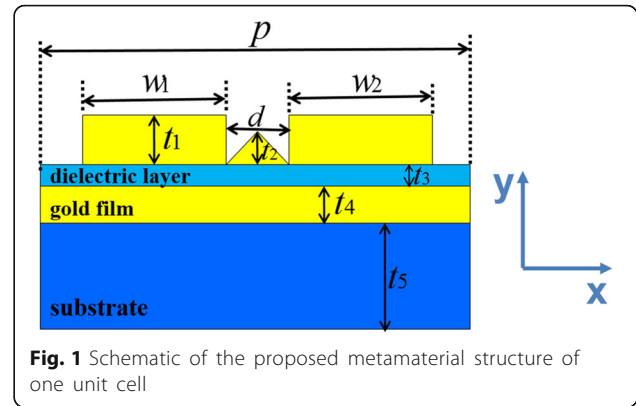 p
w1
w2
d
t1
t2
dielectric layer
t3
gold film
t4
y
t5
x
substrate
Fig. 1 Schematic of the proposed metamaterial structure of
one unit cell